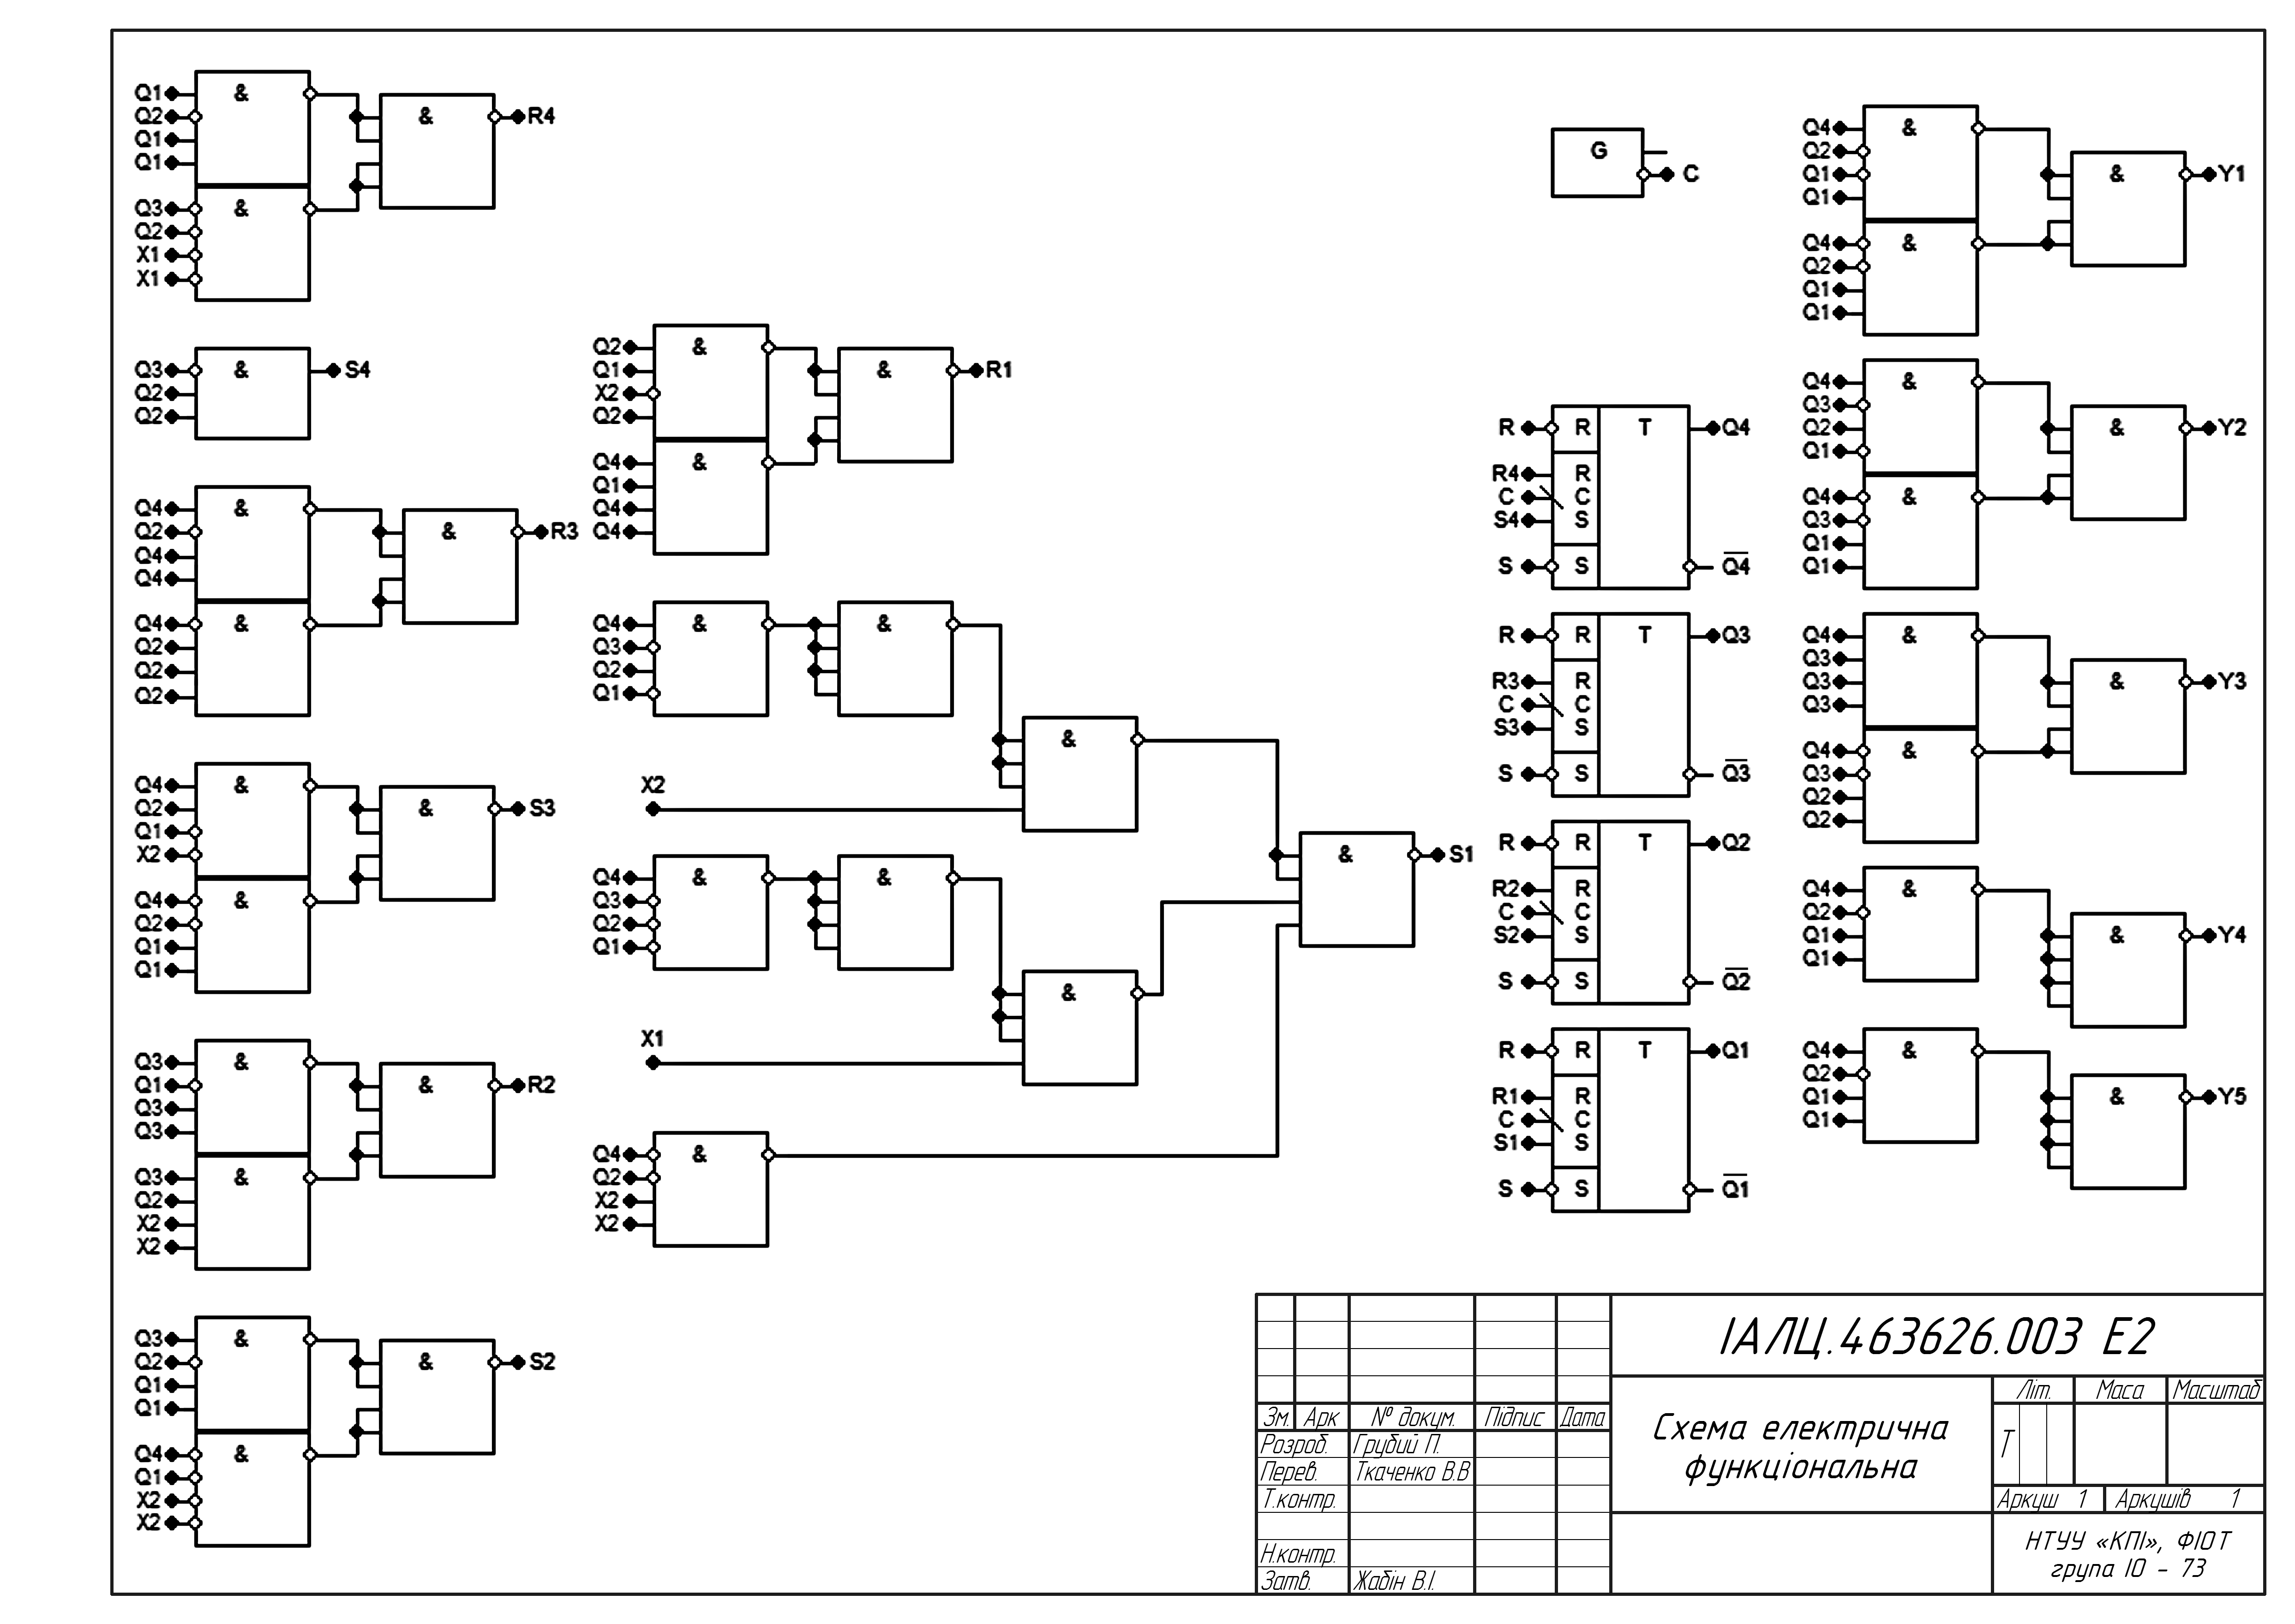 Q1 & & R4
Q2
Q1
Q1
Q3 &
Q2
X1
X1
Q3 & S4
Q2
Q2
Q4 & & R3
Q2
Q4
Q4
Q4 &
Q2
Q2
Q2
Q4 & & S3
Q2
Q1
X2
Q4 &
Q2
Q1
Q1
Q3 & & R2
Q1
Q3
Q3
Q3 &
Q2
X2
X2
Q3 & & S2
Q2
Q1
Q1
Q4 &
Q1
X2
X2
Q2 & & R1
Q1
X2
Q2
Q4 &
Q1
Q4
Q4
Q4 & &
Q3
Q2
Q1
&
X2
Q4 & &
Q3
Q2
Q1
&
X1
& S1
Q4 &
Q2
X2
X2
G
C
R R T Q4
R4 R
C C
S4 S
S S Q4
R R T Q3
R3 R
C C
S3 S
S S Q3
R R T Q2
R2 R
C C
S2 S
S S Q2
R R T Q1
R1 R
C C
S1 S
S S Q1
Q4 & & Y1
Q2
Q1
Q1
Q4 &
Q2
Q1
Q1
Q4 & & Y2
Q3
Q2
Q1
Q4 &
Q3
Q1
Q1
Q4 & & Y3
Q3
Q3
Q3
Q4 &
Q3
Q2
Q2
Q4 & & Y4
Q2
Q1
Q1
Q4 & & Y5
Q2
Q1
Q1
ІАЛЦ.463626.003 Е2
Зм. Арк № докум. Підпис Дата
Розроб. Грубий П.
Перев. Ткаченко В.В
Т.контр.
Н.контр.
Затв. Жабін В.І.
Схема електрична
функціональна
Літ. Маса Масштаб
Т
Аркуш 1 Аркушів 1
НТУУ «КПІ», ФІОТ
група ІО - 73